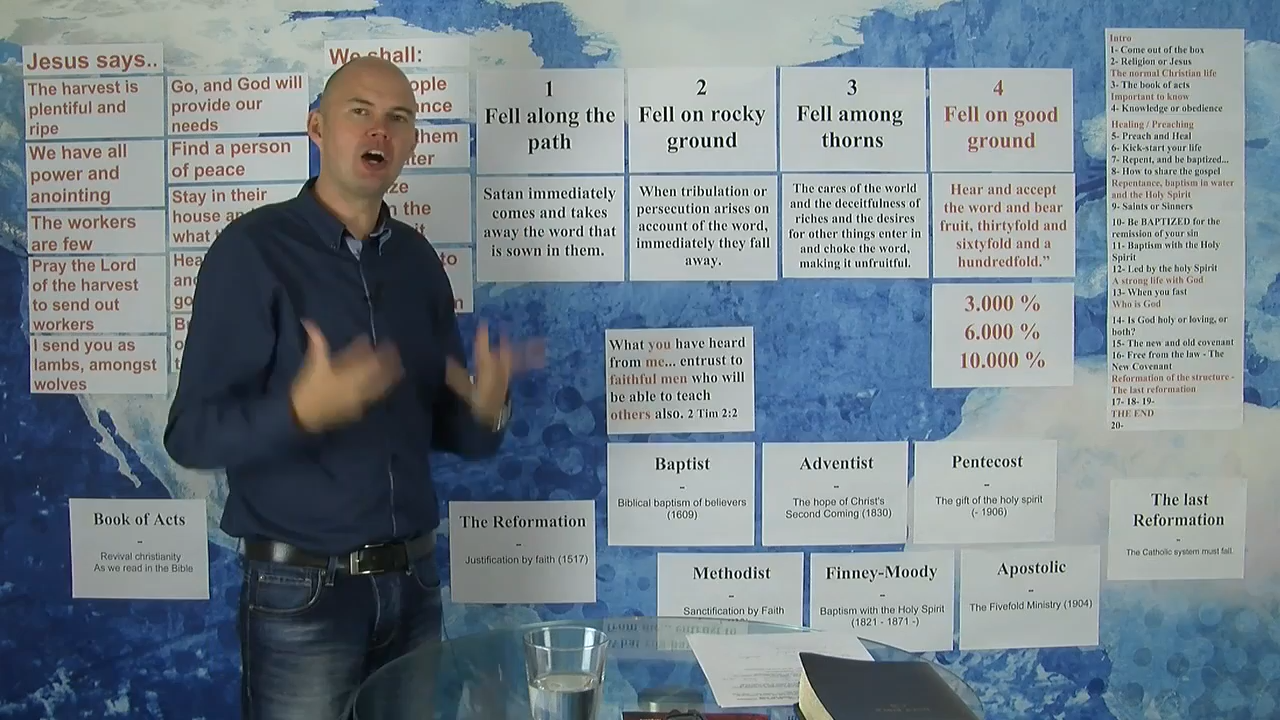 Jesus says..
The harvest is
plentiful and
ripe
We have all
power and
anointing
The workers
are few
Pray the Lord
of the harvest
to send out
workers
I send you as
lambs, amongst
wolves
Go, and God will
provide our
needs
Find a person
of peace
Stay in their
house
what
We shall:
1
Fell along the
path
Satan immediately
comes and takes
away the word that
is sown in them.
2
Fell on rocky
ground
When tribulation or
persecution arises on
account of the word,
immediately they fall
away.
3
Fell among
thorns
The cares of the world
and the deceitfulness of
riches and the desires
for other things enter in
and choke the word,
making it unfruitful.
4
Fell on good
ground
Hear and accept
the word and bear
fruit, thirtyfold and
sixtyfold and a
hundredfold.”
3.000 %
6.000 %
10.000 %
What you have heard
from me... entrust to
faithful men who will
be able to teach
others also. 2 Tim 2:2
Intro
1- Come out of the box
2- Religion or Jesus
The normal Christian life
3- The book of acts
Important to know
4- Knowledge or obedience
Healing / Preaching
5- Preach and Heal
6- Kick-start your life
7- Repent, and be baptized...
8- How to share the gospel
Repentance, baptism in water
and the Holy Spirit
9- Saints or Sinners
10- Be BAPTIZED for the
remission of your sin
11- Baptism with the Holy
Spirit
12- Led by the holy Spirit
A strong life with God
13- When you fast
Who is God
14- Is God holy or loving, or
both?
15- The new and old covenant
16- Free from the law - The
New Covenant
Reformation of the structure -
The last reformation
17- 18- 19-
THE END
20-
Book of Acts
-
Revival christianity
As we read in the Bible
The Reformation
-
Justification by faith (1517)
Baptist
-
Biblical baptism of believers
(1609)
Adventist
-
The hope of Christ's
Second Coming (1830)
Pentecost
-
The gift of the holy spirit
(- 1906)
Methodist
-
Sanctification by Faith
Finney-Moody
-
Baptism with the Holy Spirit
(1821 - 1871 -)
Apostolic
-
The Fivefold Ministry (1904)
The last
Reformation
-
The Catholic system must fall.